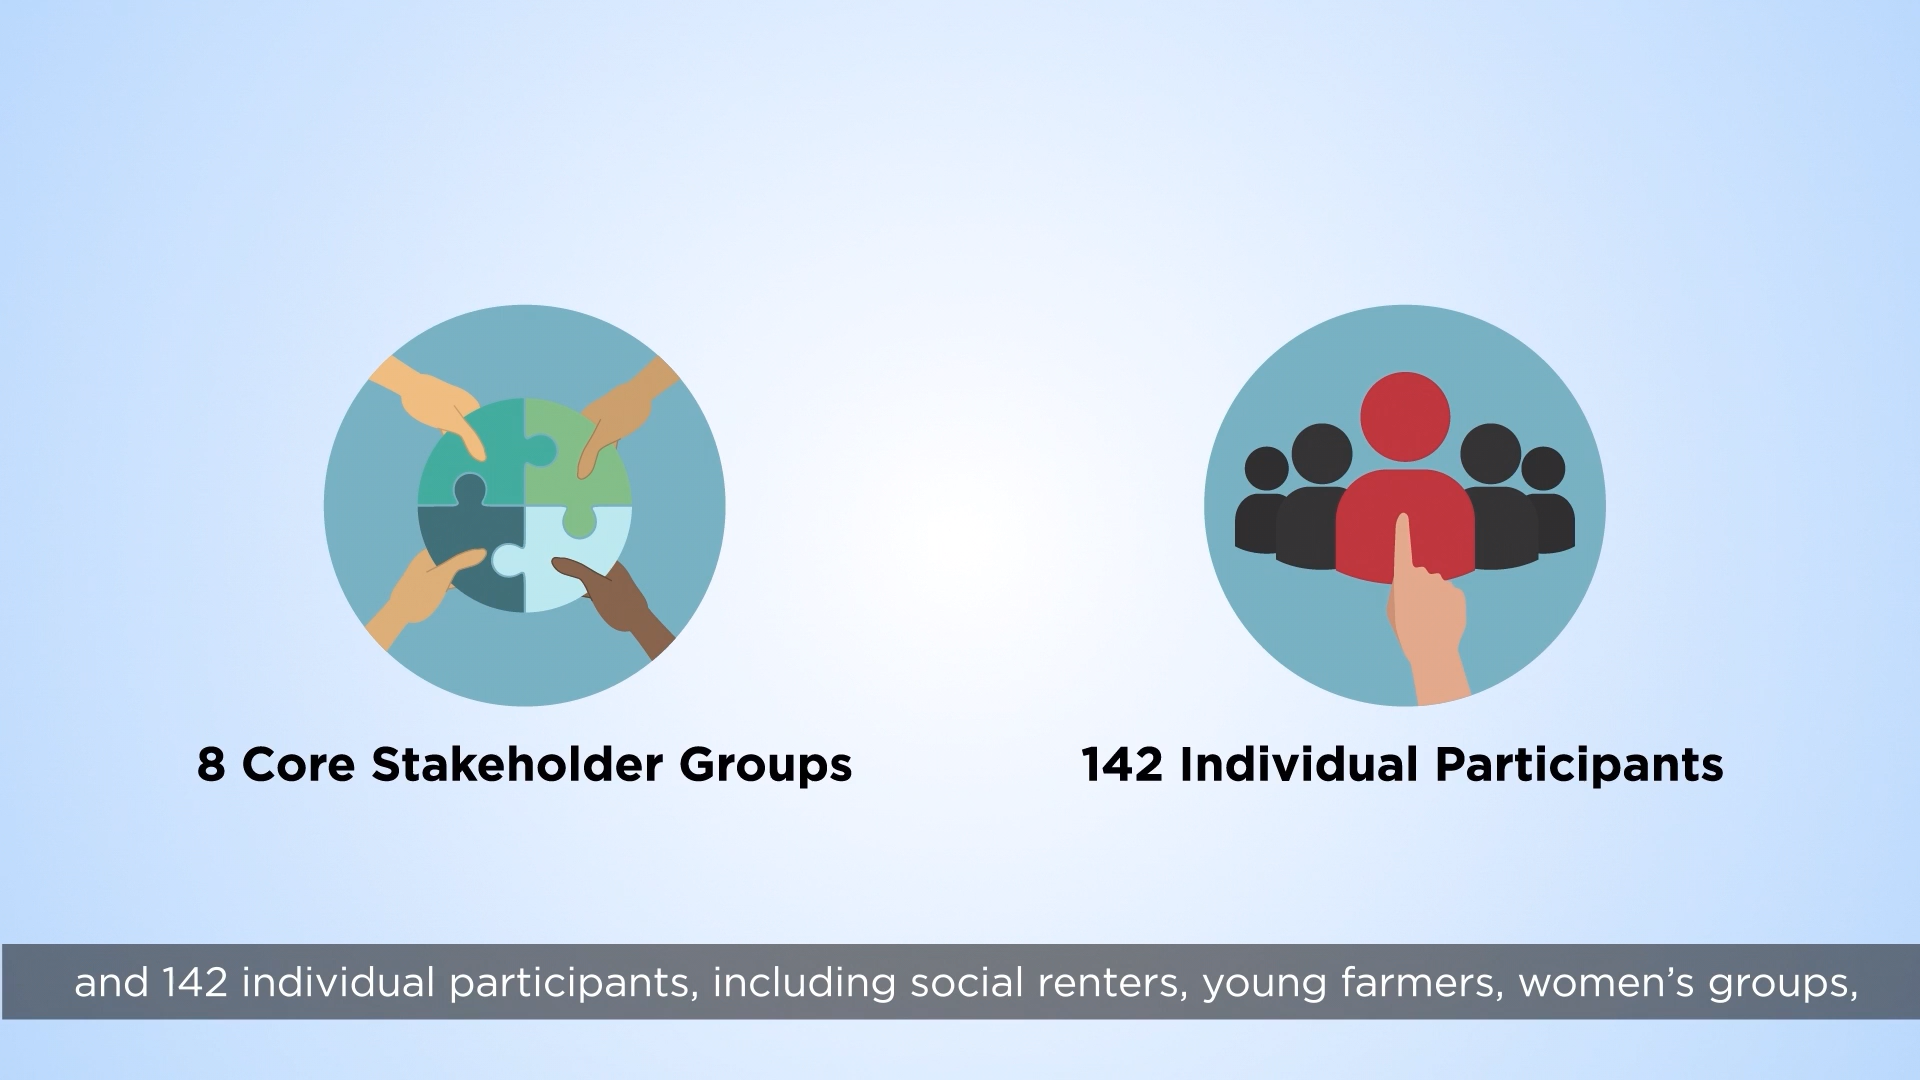 8 Core Stakeholder Groups
142 Individual Participants
and 142 individual participants, including social renters, young farmers, women’s groups,